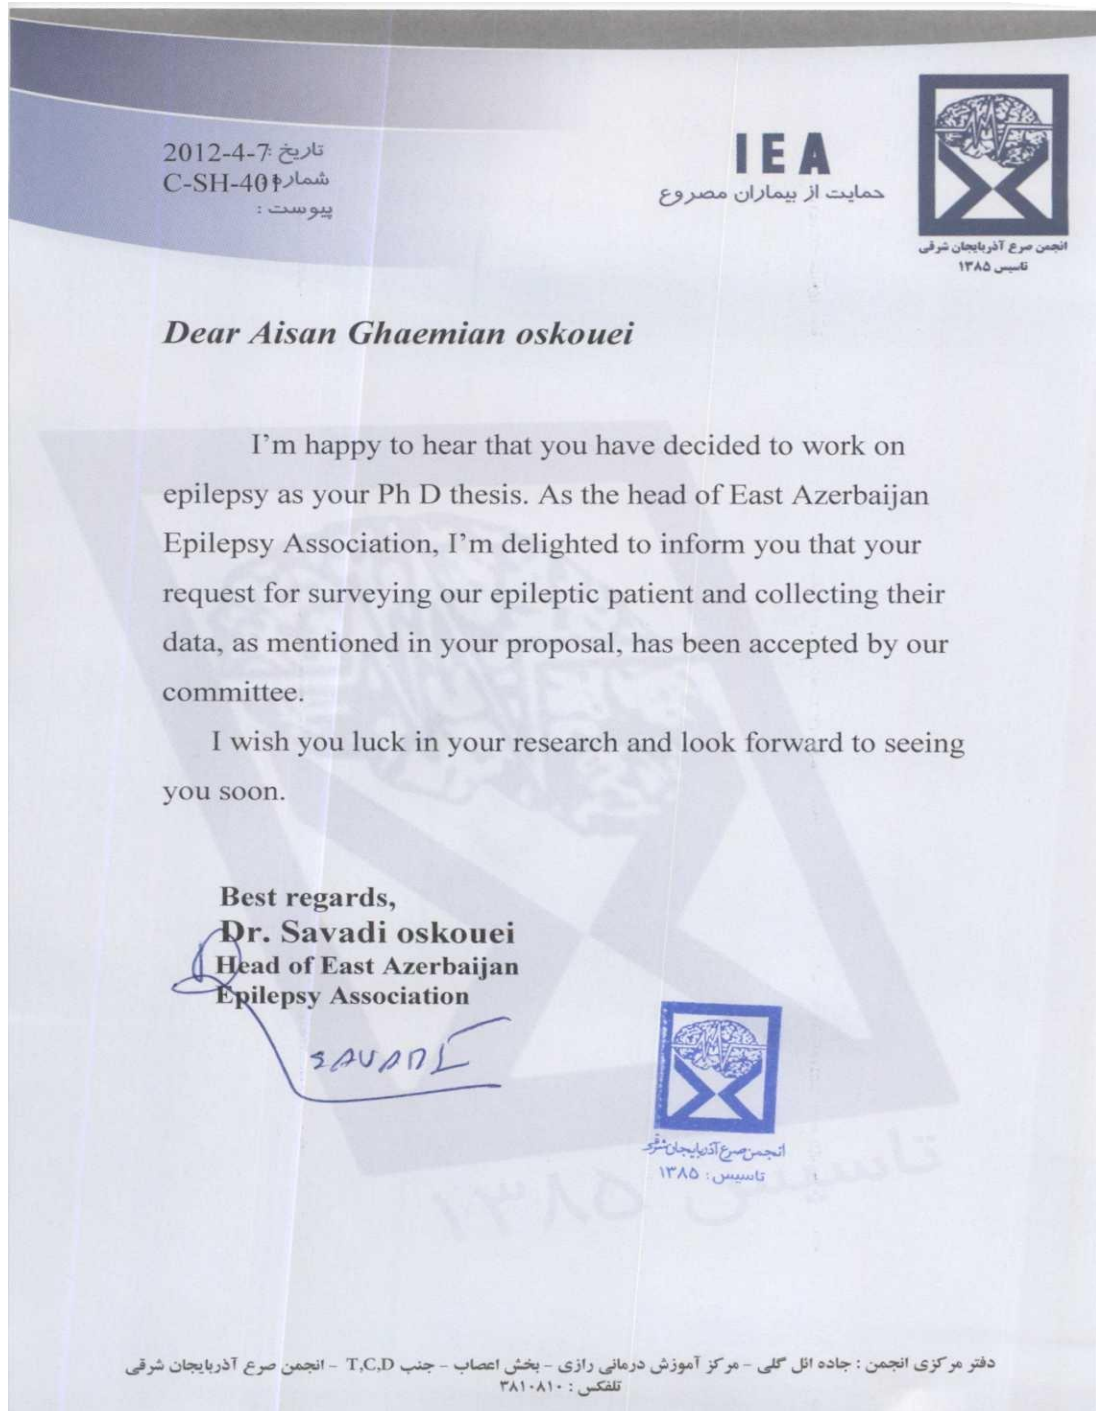 تاریخ: 2012-4-7
شماره C-SH-401
پیوست :
IEA
حمایت از بیماران مصروع
انجمن صرع آذربایجان شرقی
تاسیس ۱۳۸۵
Dear Aisan Ghaemian oskouei
I'm happy to hear that you have decided to work on
epilepsy as your Ph D thesis. As the head of East Azerbaijan
Epilepsy Association, I'm delighted to inform you that your
request for surveying our epileptic patient and collecting their
data, as mentioned in your proposal, has been accepted by our
committee.
I wish you luck in your research and look forward to seeing
you soon.
Best regards,
Dr. Savadi oskouei
Head of East Azerbaijan
Epilepsy Association
SAVADI
انجمن صرع آذربایجان شرقی
تاسیس : ۱۳۸۵
تاسیس ۱۳۸۵
دفتر مرکزی انجمن : جاده ائل گلی - مرکز آموزش درمانی رازی - بخش اعصاب - جنب T,C,D - انجمن صرع آذربایجان شرقی
تلفکس : ۳۸۱۰۸۱۰